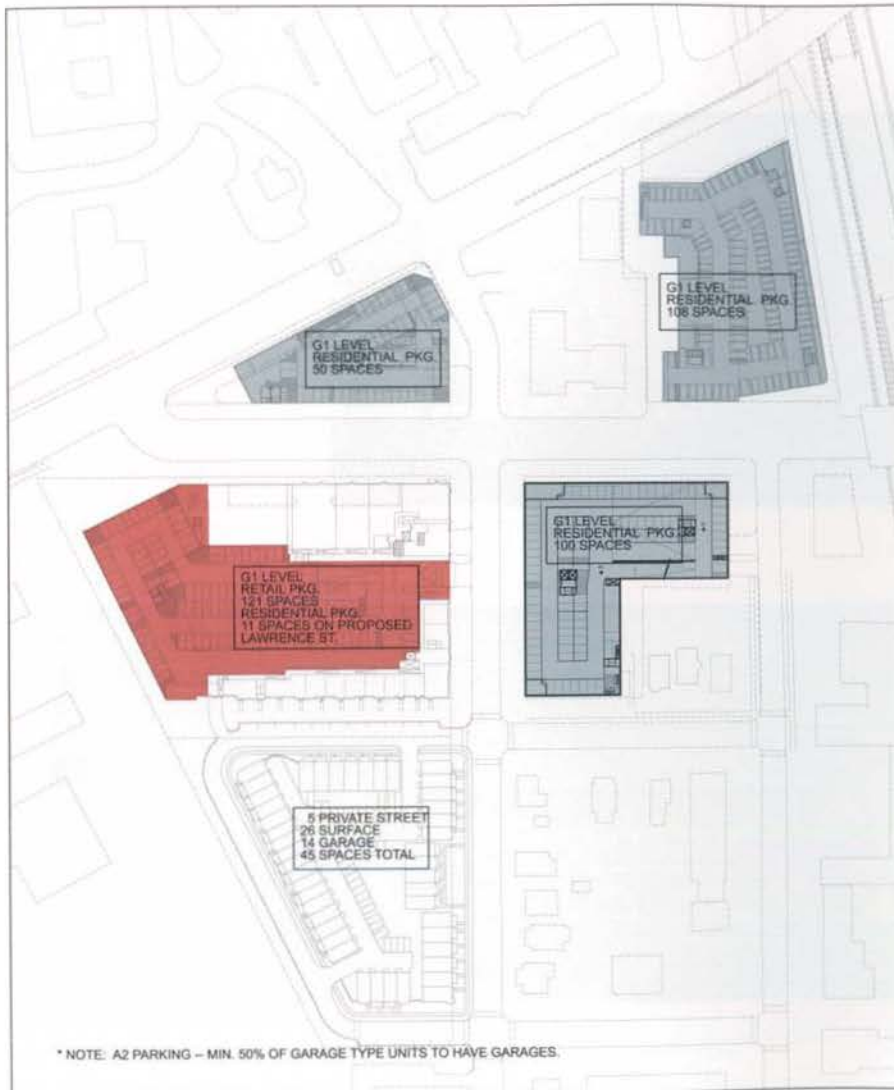 G1 LEVEL
RESIDENTIAL PKG.
108 SPACES
G1 LEVEL
RESIDENTIAL PKG.
50 SPACES
G1 LEVEL
RESIDENTIAL PKG.
100 SPACES
G1 LEVEL
RETAIL PKG.
121 SPACES
RESIDENTIAL PKG.
11 SPACES ON PROPOSED
LAWRENCE ST.
5 PRIVATE STREET
26 SURFACE
14 GARAGE
45 SPACES TOTAL
* NOTE: A2 PARKING – MIN. 50% OF GARAGE TYPE UNITS TO HAVE GARAGES.